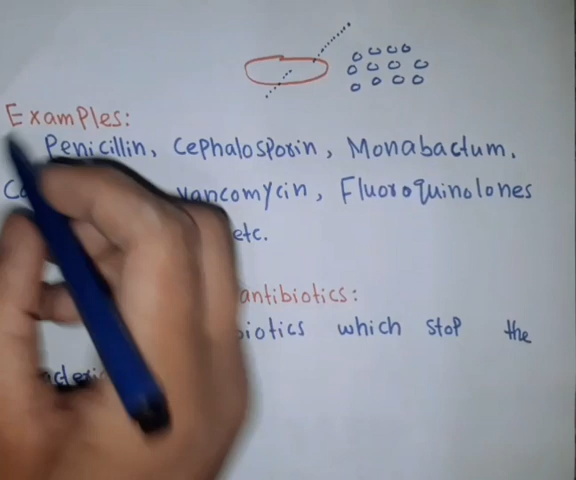 Examples:
Penicillin, Cephalosporin, Monabactum.
vancomycin, Fluoroquinolones
etc.
antibiotics:
which stop the